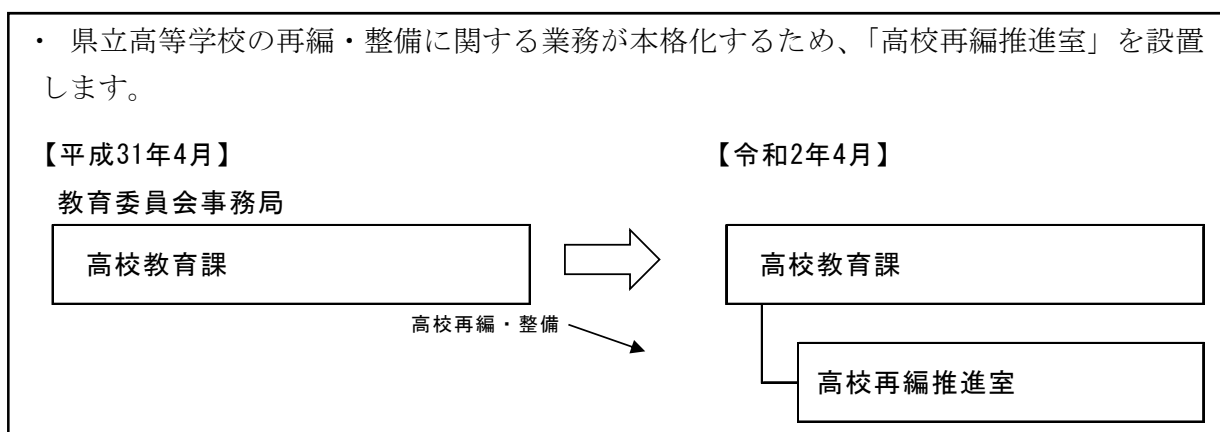 ・ 県立高等学校の再編・整備に関する業務が本格化するため、「高校再編推進室」を設置
します。
【平成31年4月】
【令和2年4月】
教育委員会事務局
高校教育課
高校教育課
高校再編・整備
高校再編推進室